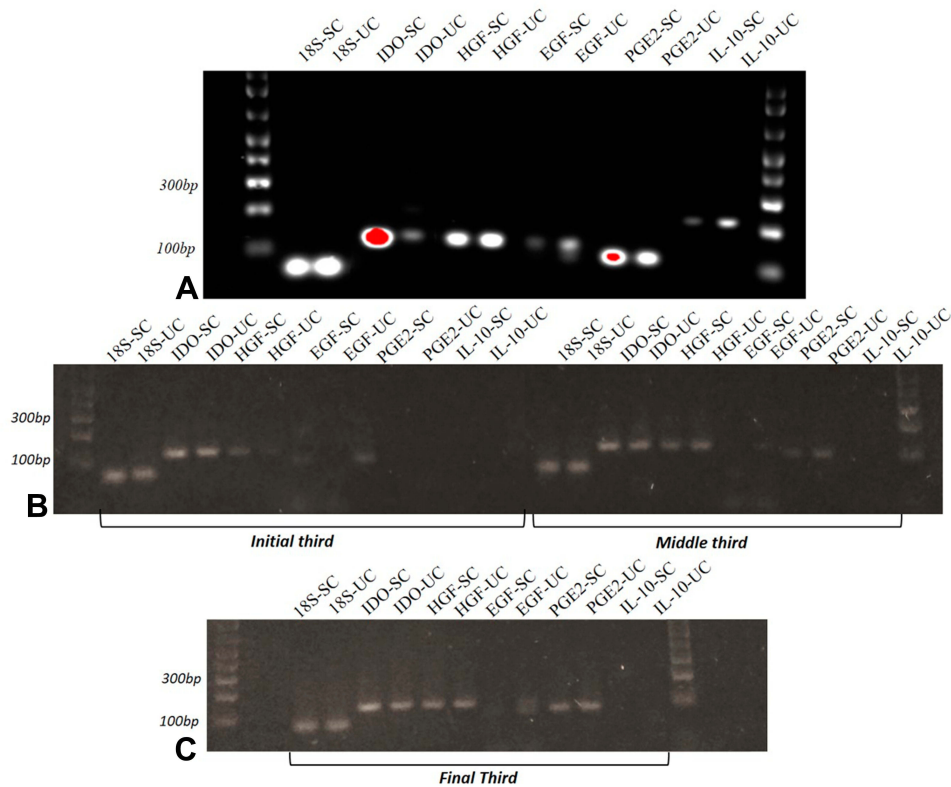 18S-SC 18S-UC IDO-SC IDO-UC HGF-SC HGF-UC EGF-SC EGF-UC PGE2-SC PGE2-UC IL-10-SC IL-10-UC
300bp
100bp
A
18S-SC 18S-UC IDO-SC IDO-UC HGF-SC HGF-UC EGF-SC EGF-UC PGE2-SC PGE2-UC IL-10-SC IL-10-UC 18S-SC 18S-UC IDO-SC IDO-UC HGF-SC HGF-UC EGF-SC EGF-UC PGE2-SC PGE2-UC IL-10-SC IL-10-UC
300bp
100bp
B
Initial third Middle third
18S-SC 18S-UC IDO-SC IDO-UC HGF-SC HGF-UC EGF-SC EGF-UC PGE2-SC PGE2-UC IL-10-SC IL-10-UC
300bp
100bp
C
Final Third